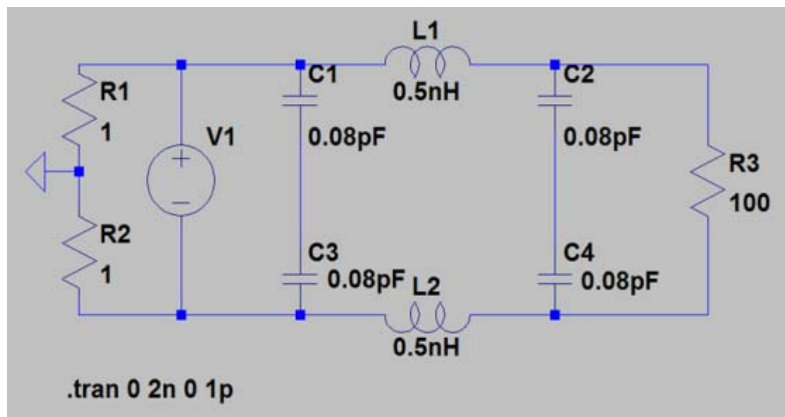 L1
0.5nH
R1
1
V1
C1
0.08pF
C2
0.08pF
R3
100
R2
1
C3
0.08pF
C4
0.08pF
L2
0.5nH
.tran 0 2n 0 1p